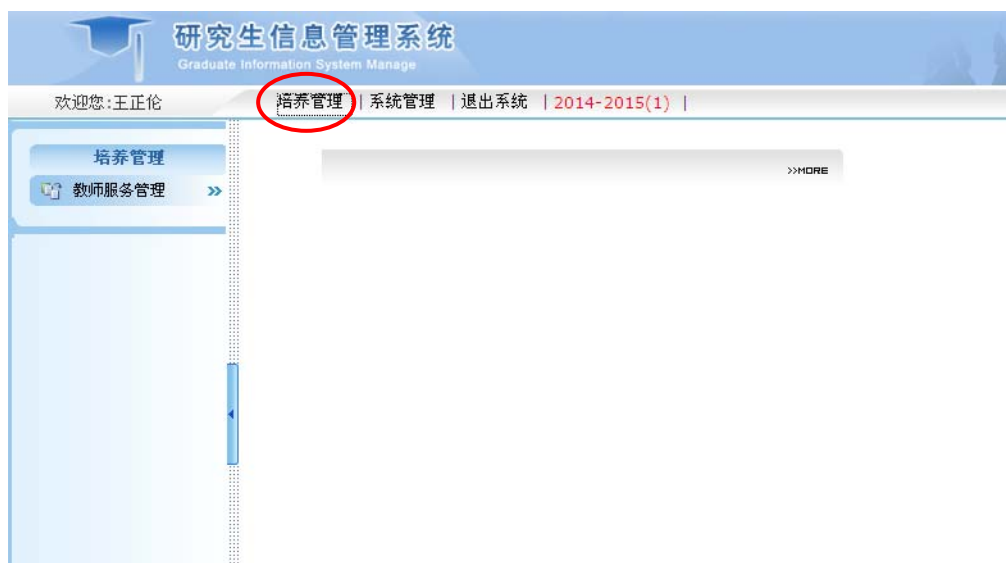 研究生信息管理系统
Graduate Information System Manage
欢迎您:王正伦
培养管理 | 系统管理 | 退出系统 | 2014-2015(1) |
培养管理
>>MORE
教师服务管理 »